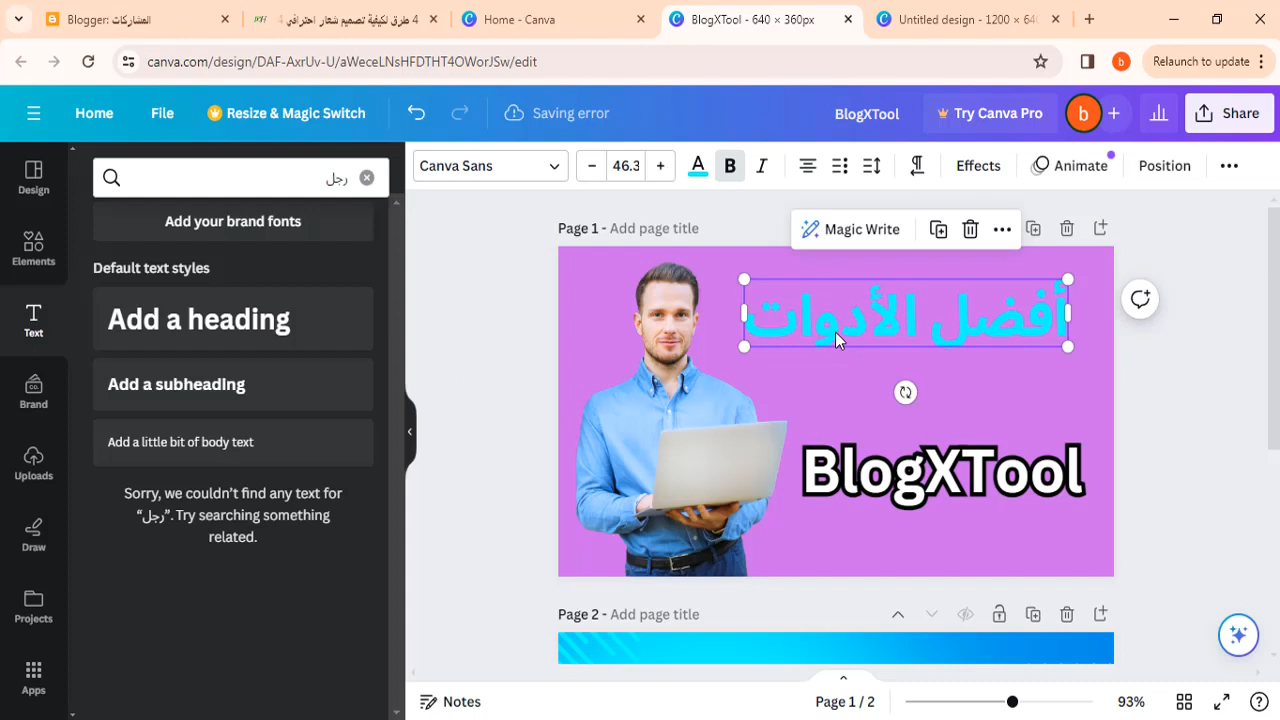 Blogger: المشاركات
4 طرق لكيفية تصميم شعار احترافي
Home - Canva
BlogXTool - 640 × 360px
Untitled design - 1200 × 64
canva.com/design/DAF-AxrUv-U/aWeceLNsHFDTHT4OWorJSw/edit
b
Relaunch to update
Home
File
Resize & Magic Switch
Saving error
BlogXTool
Try Canva Pro
b
Share
رجل
Canva Sans
46.3
A
B
I
Effects
Animate
Position
Design
Elements
Text
Brand
Uploads
Draw
Projects
Apps
Add your brand fonts
Default text styles
Add a heading
Add a subheading
Add a little bit of body text
Sorry, we couldn't find any text for
"رجل". Try searching something
related.
Page 1 - Add page title
Magic Write
أفضل الأدوات
BlogXTool
Page 2 - Add page title
Notes
Page 1 / 2
93%